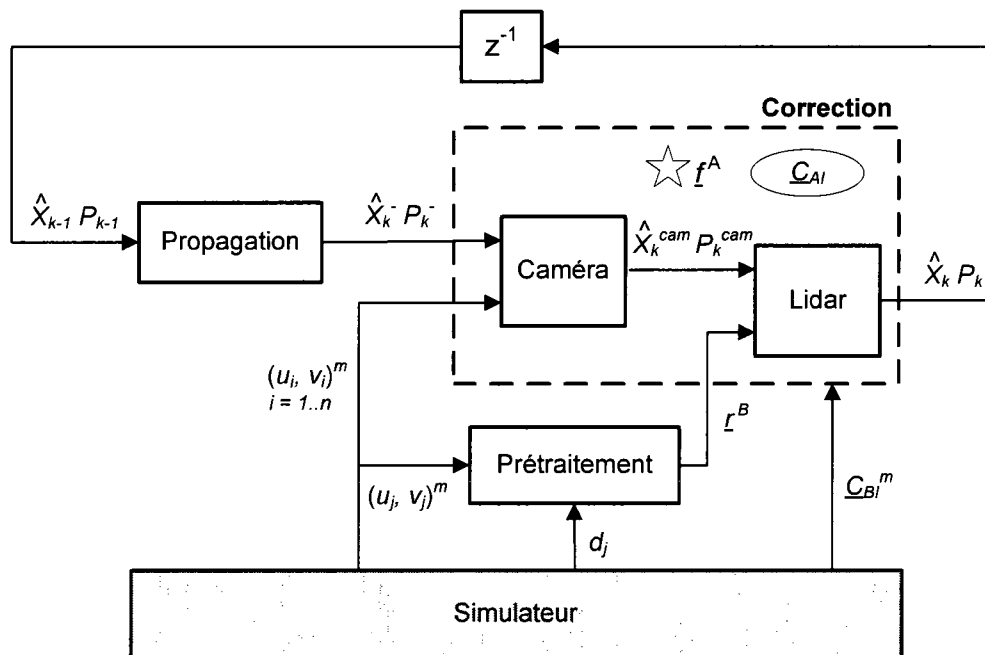 z⁻¹
Correction
f^A
C_AI
X̂_k-1 P_k-1
Propagation
X̂_k^- P_k^-
Caméra
X̂_k^cam P_k^cam
Lidar
X̂_k P_k
(u_i, v_i)^m
i = 1..n
r^B
Prétraitement
(u_j, v_j)^m
C_BI^m
d_j
Simulateur